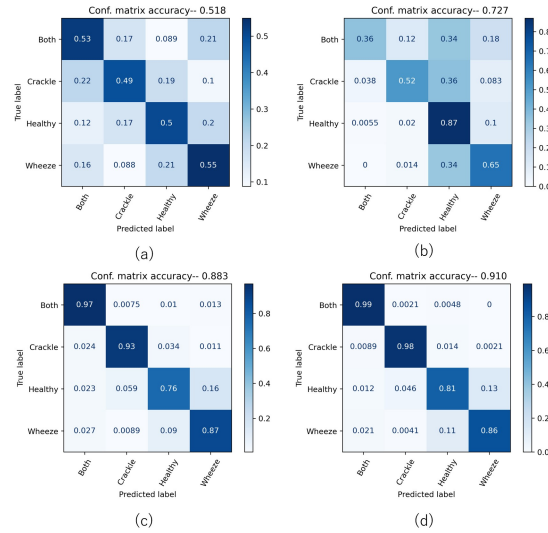 Conf. matrix accuracy-- 0.518
True label
Both 0.53 0.17 0.089 0.21
Crackle 0.22 0.49 0.19 0.1
Healthy 0.12 0.17 0.5 0.2
Wheeze 0.16 0.088 0.21 0.55
Both Crackle Healthy Wheeze
Predicted label
0.5
0.4
0.3
0.2
0.1
(a)
Conf. matrix accuracy-- 0.727
True label
Both 0.36 0.12 0.34 0.18
Crackle 0.038 0.52 0.36 0.083
Healthy 0.0055 0.02 0.87 0.1
Wheeze 0 0.014 0.34 0.65
Both Crackle Healthy Wheeze
Predicted label
(b)
Conf. matrix accuracy-- 0.883
True label
Both 0.97 0.0075 0.01 0.013
Crackle 0.024 0.93 0.034 0.011
Healthy 0.023 0.059 0.76 0.16
Wheeze 0.027 0.0089 0.09 0.87
Both Crackle Healthy Wheeze
Predicted label
0.8
0.6
0.4
0.2
(c)
Conf. matrix accuracy-- 0.910
True label
Both 0.99 0.0021 0.0048 0
Crackle 0.0089 0.98 0.014 0.0021
Healthy 0.012 0.046 0.81 0.13
Wheeze 0.021 0.0041 0.11 0.86
Both Crackle Healthy Wheeze
Predicted label
(d)